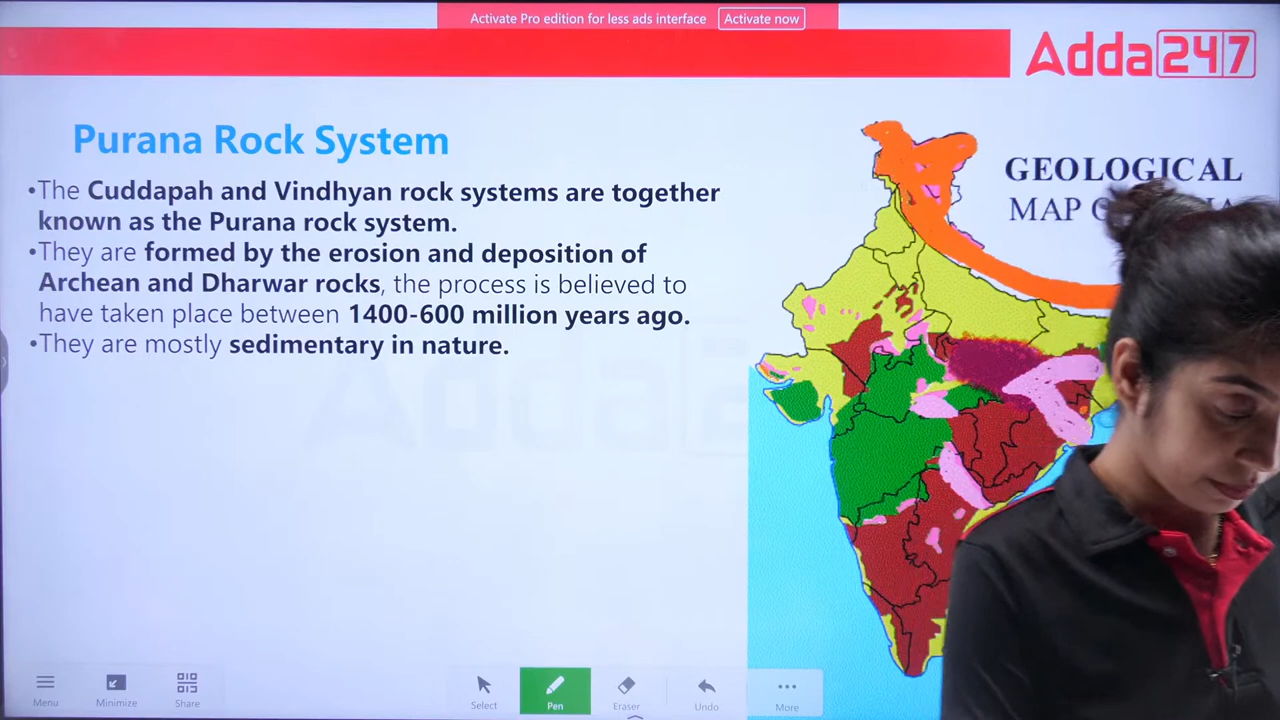 Activate Pro edition for less ads interface Activate now
Adda247
Purana Rock System
•The Cuddapah and Vindhyan rock systems are together
known as the Purana rock system.
•They are formed by the erosion and deposition of
Archean and Dharwar rocks, the process is believed to
have taken place between 1400-600 million years ago.
•They are mostly sedimentary in nature.
GEOLOGICAL
MAP
Menu Minimize Share Select Pen Eraser Undo More